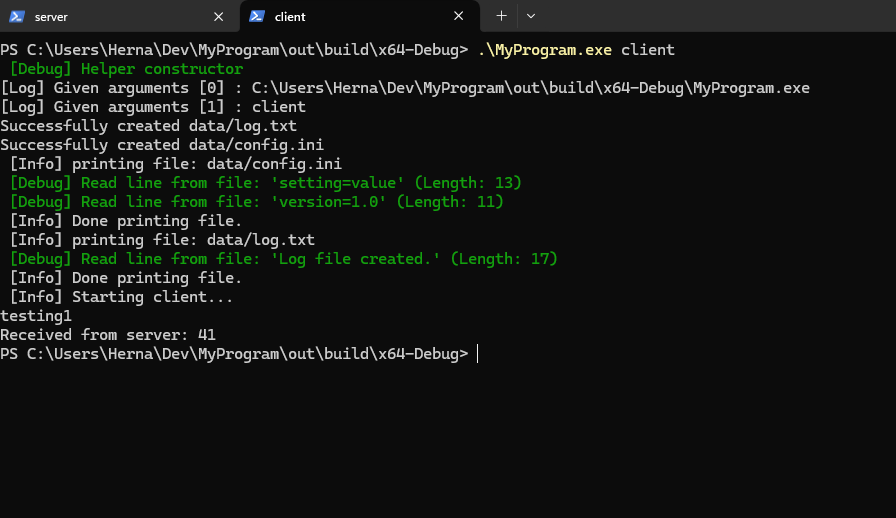 server
client
PS C:\Users\Herna\Dev\MyProgram\out\build\x64-Debug> .\MyProgram.exe client
[Debug] Helper constructor
[Log] Given arguments [0] : C:\Users\Herna\Dev\MyProgram\out\build\x64-Debug\MyProgram.exe
[Log] Given arguments [1] : client
Successfully created data/log.txt
Successfully created data/config.ini
[Info] printing file: data/config.ini
[Debug] Read line from file: 'setting=value' (Length: 13)
[Debug] Read line from file: 'version=1.0' (Length: 11)
[Info] Done printing file.
[Info] printing file: data/log.txt
[Debug] Read line from file: 'Log file created.' (Length: 17)
[Info] Done printing file.
[Info] Starting client...
testing1
Received from server: 41
PS C:\Users\Herna\Dev\MyProgram\out\build\x64-Debug>